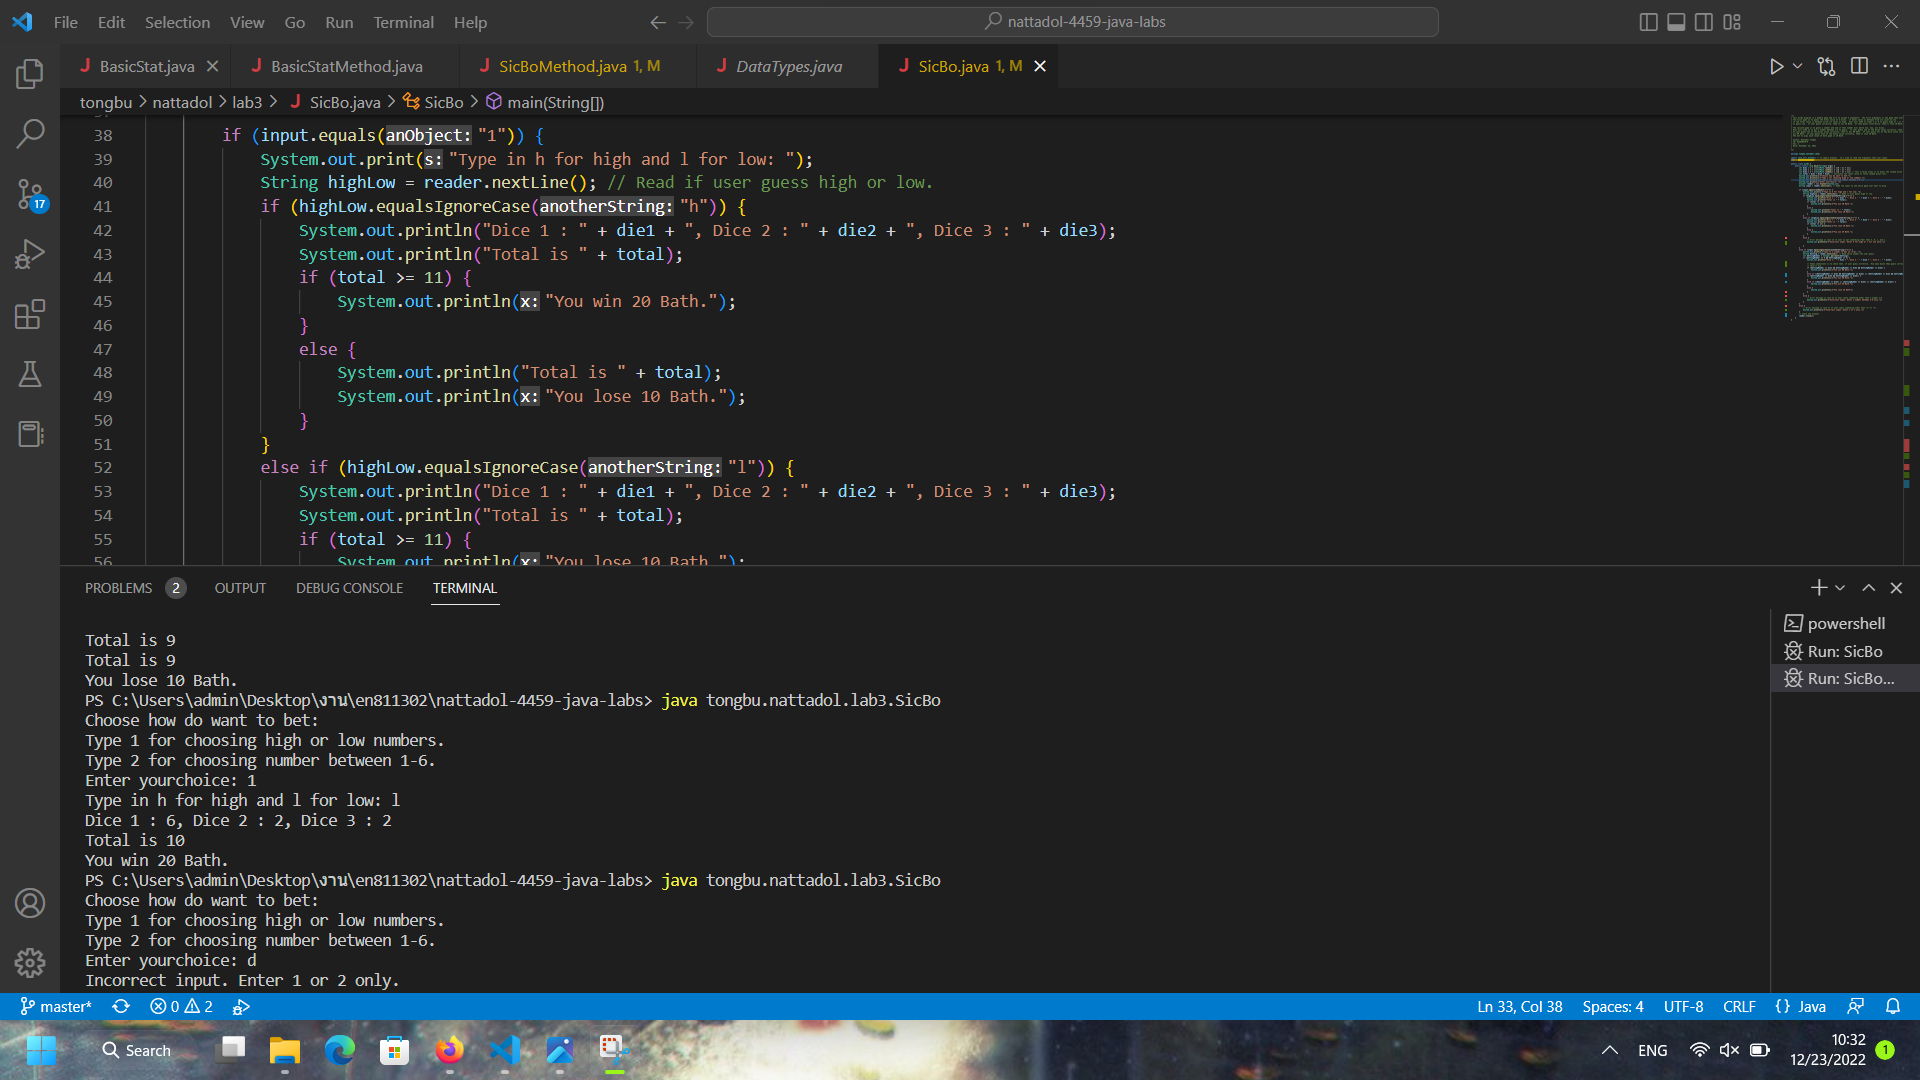 File Edit Selection View Go Run Terminal Help nattadol-4459-java-labs
BasicStat.java BasicStatMethod.java SicBoMethod.java 1, M DataTypes.java SicBo.java 1, M
tongbu > nattadol > lab3 > SicBo.java > SicBo > main(String[])
38 if (input.equals(anObject: "1")) {
39 System.out.print(s: "Type in h for high and l for low: ");
40 String highLow = reader.nextLine(); // Read if user guess high or low.
41 if (highLow.equalsIgnoreCase(anotherString: "h")) {
42 System.out.println("Dice 1 : " + die1 + ", Dice 2 : " + die2 + ", Dice 3 : " + die3);
43 System.out.println("Total is " + total);
44 if (total >= 11) {
45 System.out.println(x: "You win 20 Bath.");
46 }
47 else {
48 System.out.println("Total is " + total);
49 System.out.println(x: "You lose 10 Bath.");
50 }
51 }
52 else if (highLow.equalsIgnoreCase(anotherString: "l")) {
53 System.out.println("Dice 1 : " + die1 + ", Dice 2 : " + die2 + ", Dice 3 : " + die3);
54 System.out.println("Total is " + total);
55 if (total >= 11) {
56 System.out.println(x: "You lose 10 Bath.");
PROBLEMS 2 OUTPUT DEBUG CONSOLE TERMINAL
powershell
Run: SicBo
Run: SicBo...
Total is 9
Total is 9
You lose 10 Bath.
PS C:\Users\admin\Desktop\งาน\en811302\nattadol-4459-java-labs> java tongbu.nattadol.lab3.SicBo
Choose how do want to bet:
Type 1 for choosing high or low numbers.
Type 2 for choosing number between 1-6.
Enter yourchoice: 1
Type in h for high and l for low: l
Dice 1 : 6, Dice 2 : 2, Dice 3 : 2
Total is 10
You win 20 Bath.
PS C:\Users\admin\Desktop\งาน\en811302\nattadol-4459-java-labs> java tongbu.nattadol.lab3.SicBo
Choose how do want to bet:
Type 1 for choosing high or low numbers.
Type 2 for choosing number between 1-6.
Enter yourchoice: d
Incorrect input. Enter 1 or 2 only.
17
master* 0 2 Ln 33, Col 38 Spaces: 4 UTF-8 CRLF {} Java
Search ENG 10:32 1
12/23/2022